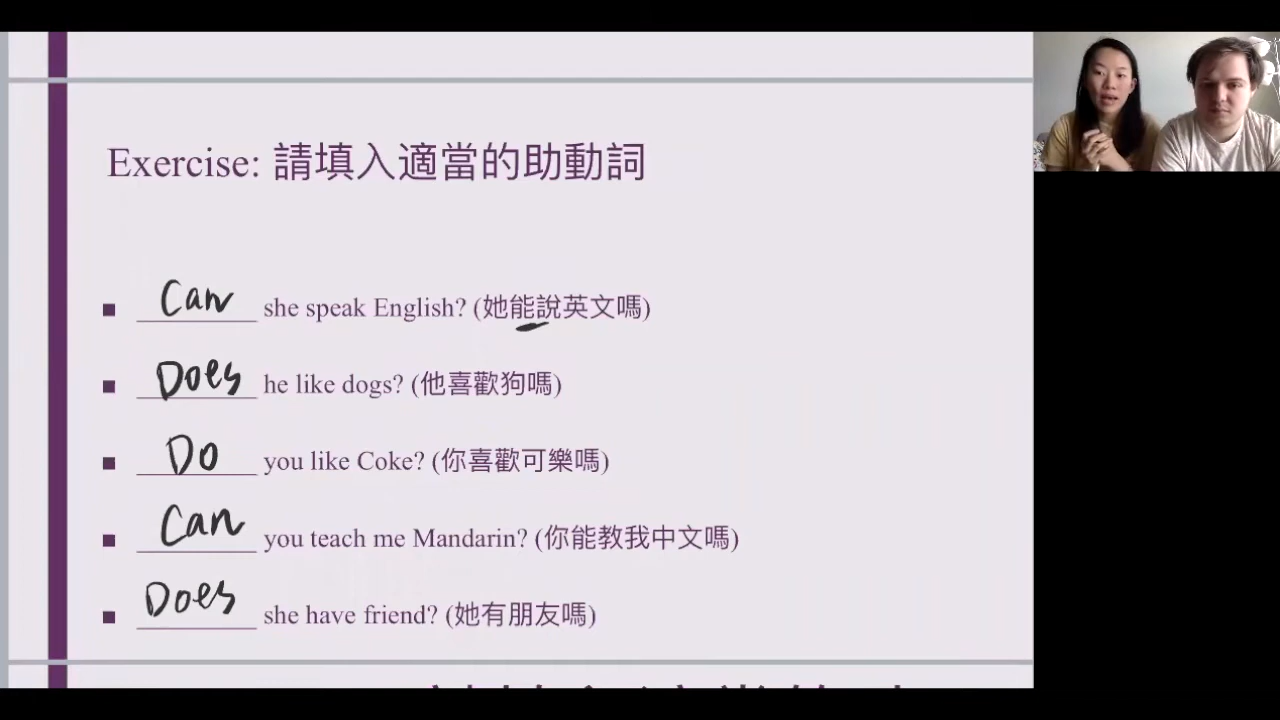 Exercise: 請填入適當的助動詞
Can she speak English? (她能說英文嗎)
Does he like dogs? (他喜歡狗嗎)
Do you like Coke? (你喜歡可樂嗎)
Can you teach me Mandarin? (你能教我中文嗎)
Does she have friend? (她有朋友嗎)